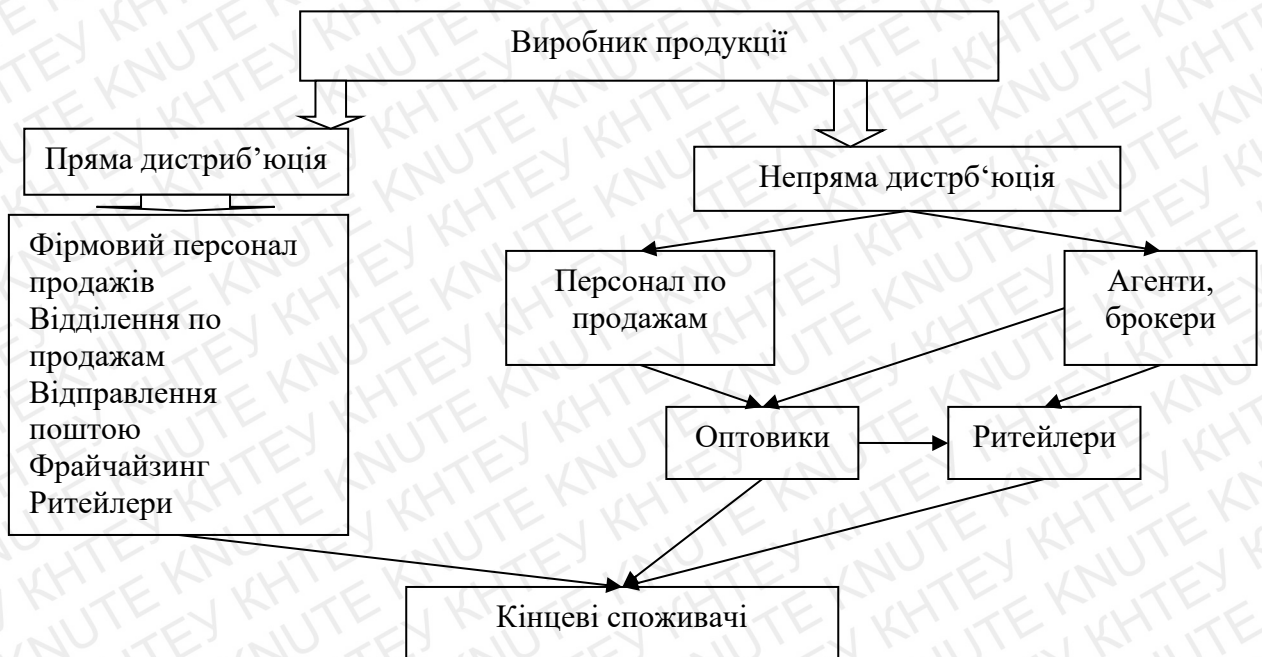 Виробник продукції
Пряма дистриб’юція
Непряма дистрб‘юція
Фірмовий персонал
продажів
Відділення по
продажам
Відправлення
поштою
Фрайчайзинг
Ритейлери
Персонал по
продажам
Агенти,
брокери
Оптовики
Ритейлери
Кінцеві споживачі